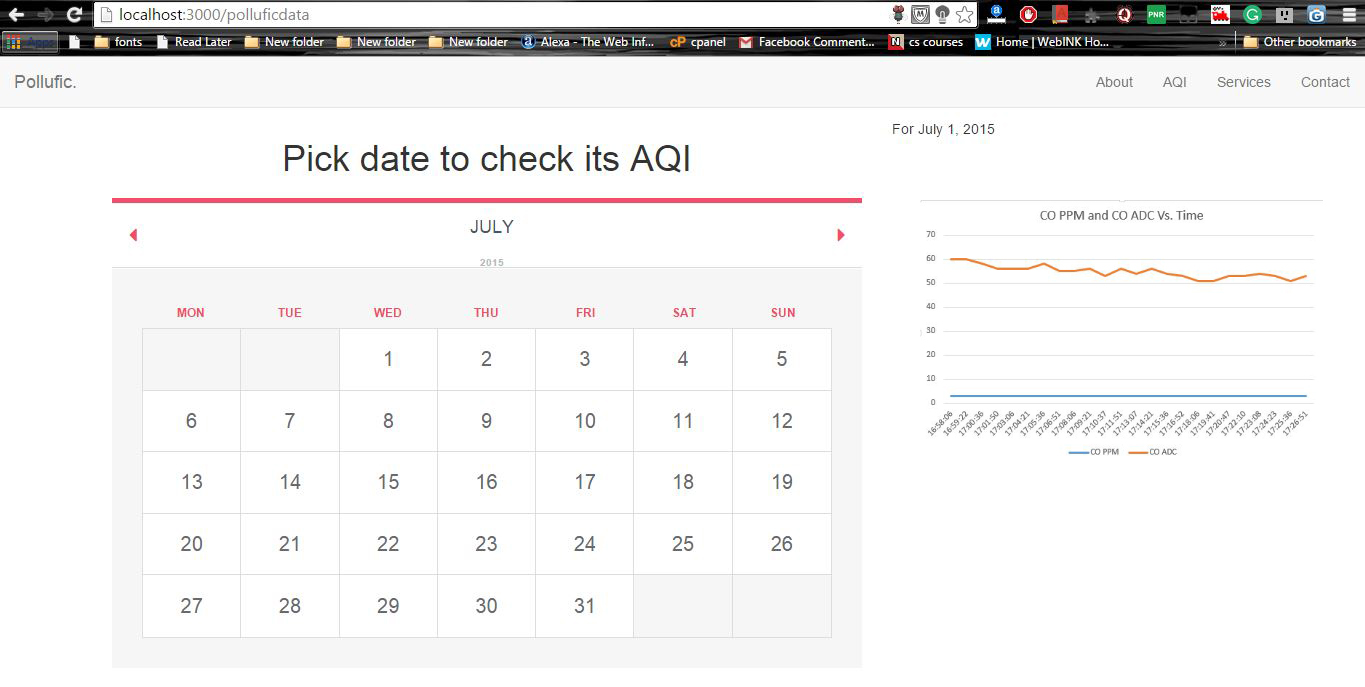 localhost:3000/polluficdata
PNR
Apps fonts Read Later New folder New folder New folder Alexa - The Web Inf... cP cpanel Facebook Comment... cs courses Home | WebINK Ho... » Other bookmarks
Pollufic. About AQI Services Contact
For July 1, 2015
Pick date to check its AQI
JULY
2015
MON TUE WED THU FRI SAT SUN
1 2 3 4 5
6 7 8 9 10 11 12
13 14 15 16 17 18 19
20 21 22 23 24 25 26
27 28 29 30 31
CO PPM and CO ADC Vs. Time
70
60
50
40
30
20
10
0
16:58:06 16:59:22 17:00:36 17:01:50 17:03:06 17:04:21 17:05:36 17:06:51 17:08:06 17:09:21 17:10:37 17:11:51 17:13:07 17:14:21 17:15:36 17:16:52 17:18:06 17:19:41 17:20:47 17:22:10 17:23:08 17:24:23 17:25:36 17:26:51
CO PPM CO ADC